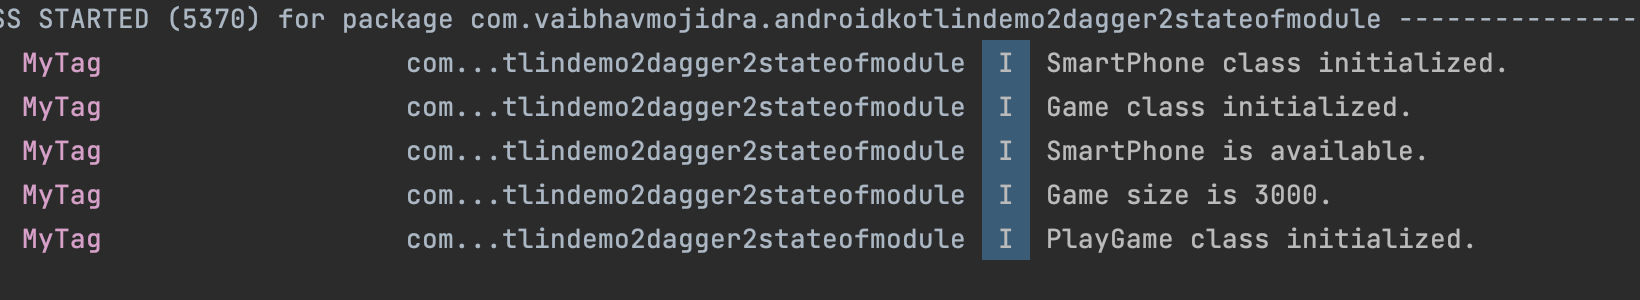 SS STARTED (5370) for package com.vaibhavmojidra.androidkotlindemo2dagger2stateofmodule ---------------
MyTag com...tlindemo2dagger2stateofmodule I SmartPhone class initialized.
MyTag com...tlindemo2dagger2stateofmodule I Game class initialized.
MyTag com...tlindemo2dagger2stateofmodule I SmartPhone is available.
MyTag com...tlindemo2dagger2stateofmodule I Game size is 3000.
MyTag com...tlindemo2dagger2stateofmodule I PlayGame class initialized.